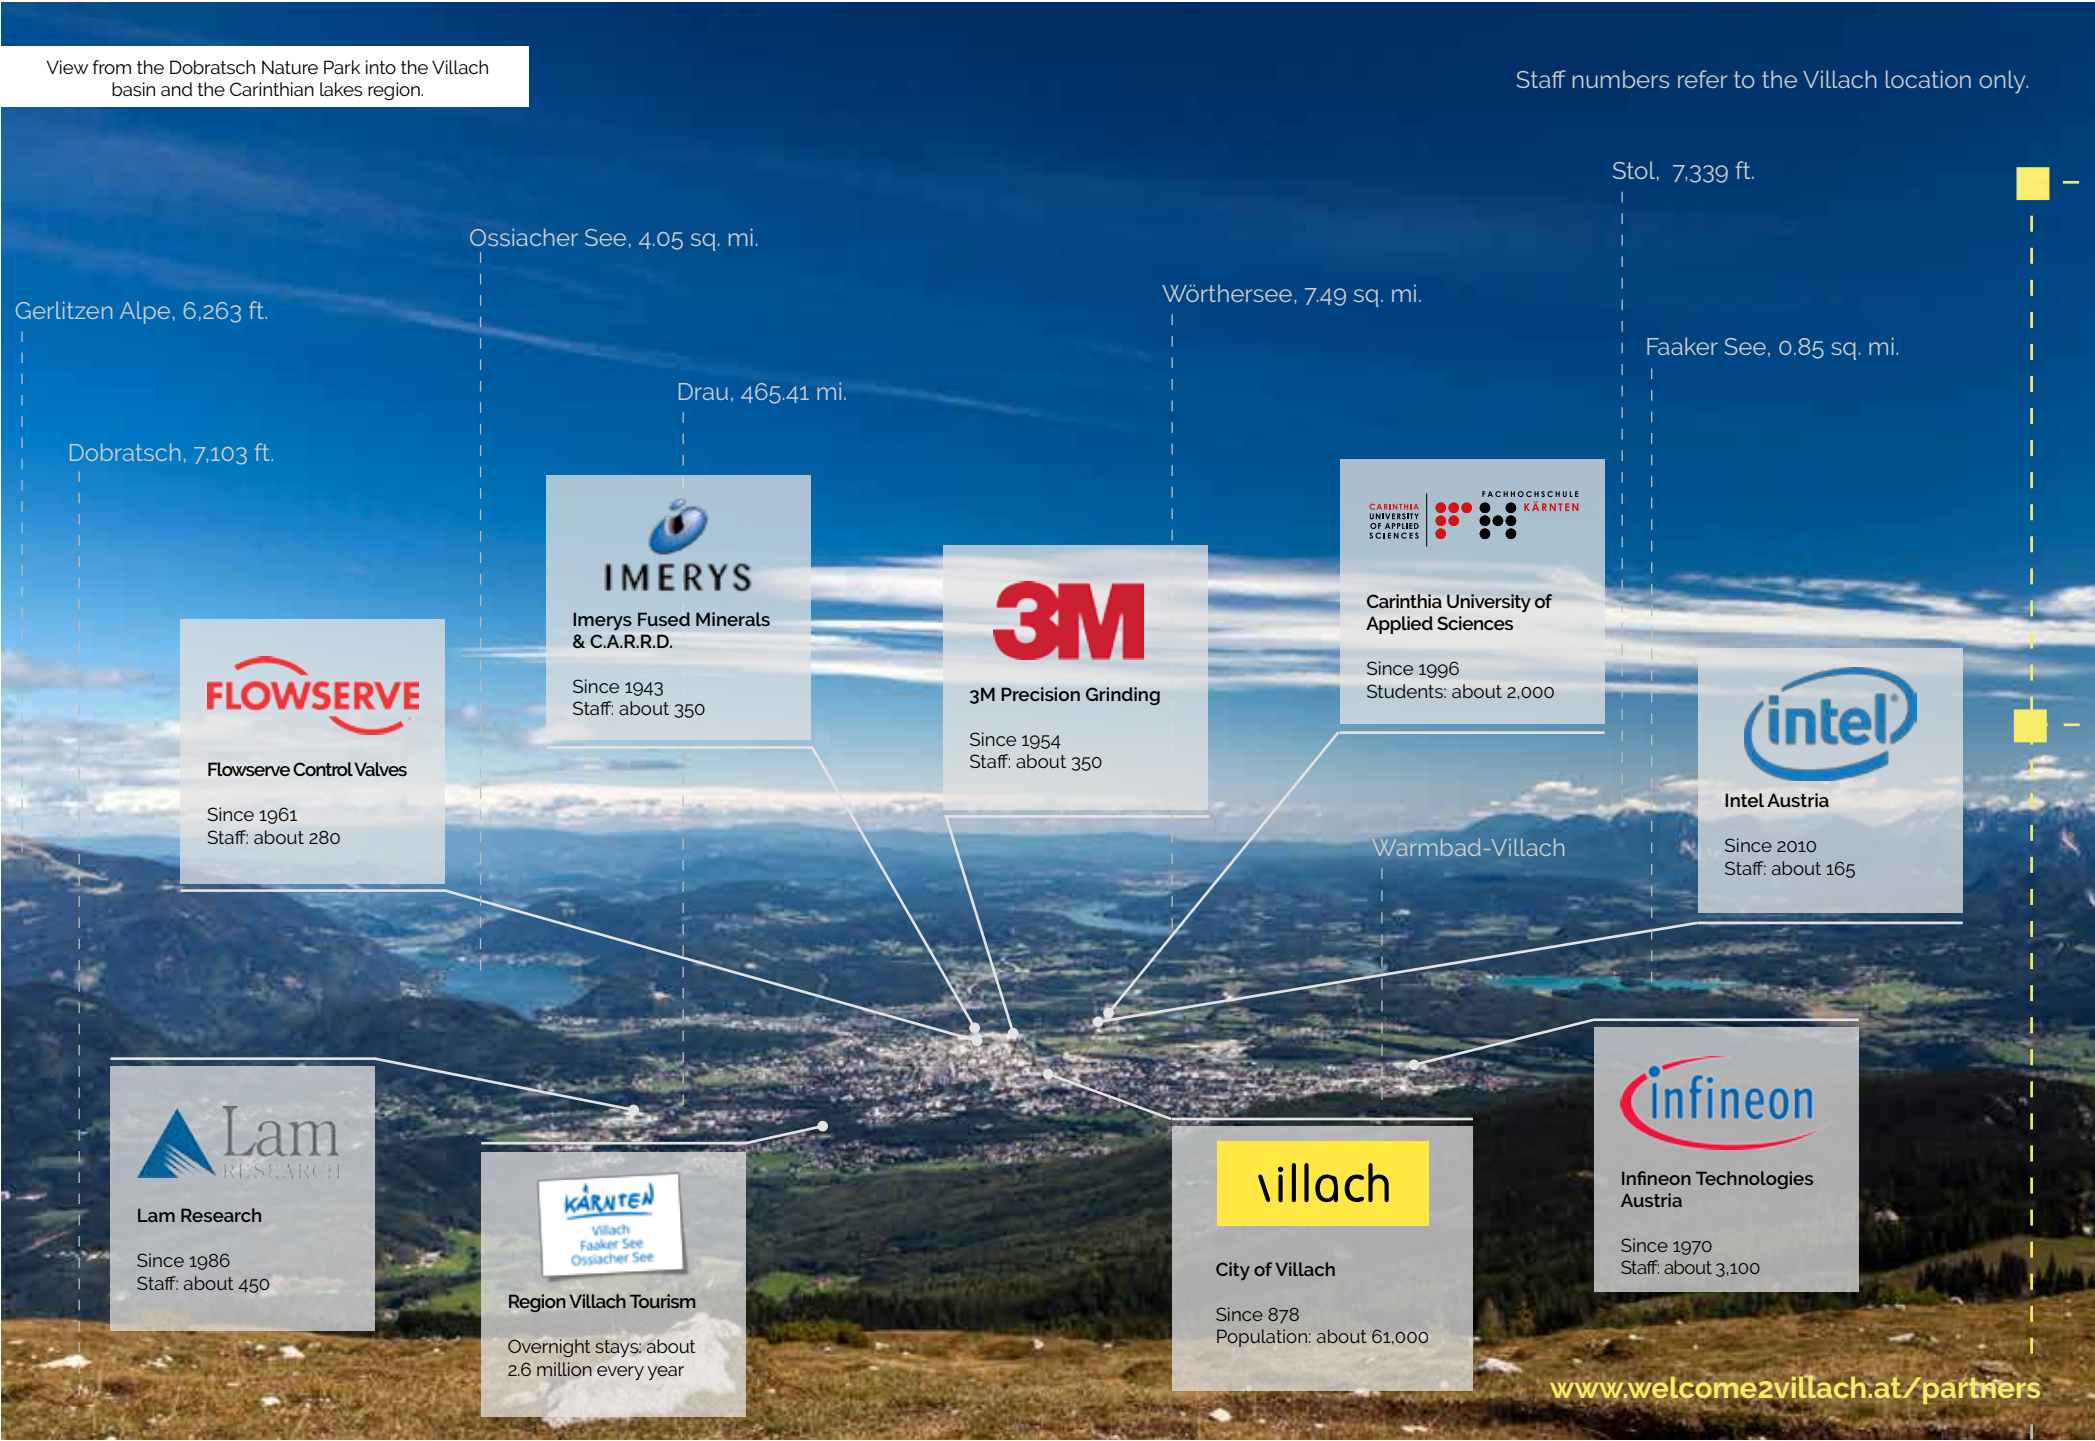 View from the Dobratsch Nature Park into the Villach
basin and the Carinthian lakes region.
Staff numbers refer to the Villach location only.
Stol, 7,339 ft.
Ossiacher See, 4.05 sq. mi.
Wörthersee, 7.49 sq. mi.
Gerlitzen Alpe, 6,263 ft.
Faaker See, 0.85 sq. mi.
Drau, 465.41 mi.
Dobratsch, 7,103 ft.
FLOWSERVE
Flowserve Control Valves
Since 1961
Staff: about 280
IMERYS
Imerys Fused Minerals
& C.A.R.R.D.
Since 1943
Staff: about 350
3M
3M Precision Grinding
Since 1954
Staff: about 350
CARINTHIA
UNIVERSITY
OF APPLIED
SCIENCES
FH
FACHHOCHSCHULE
KÄRNTEN
Carinthia University of
Applied Sciences
Since 1996
Students: about 2,000
intel®
Intel Austria
Since 2010
Staff: about 165
Warmbad-Villach
Lam
RESEARCH
Lam Research
Since 1986
Staff: about 450
KÄRNTEN
Villach
Faaker See
Ossiacher See
Region Villach Tourism
Overnight stays: about
2.6 million every year
villach
City of Villach
Since 878
Population: about 61,000
infineon
Infineon Technologies
Austria
Since 1970
Staff: about 3,100
www.welcome2villach.at/partners